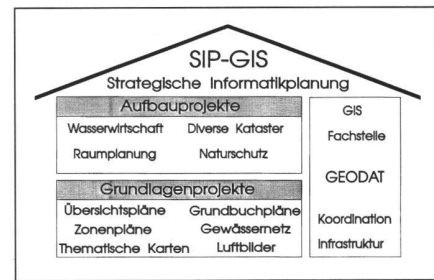 SIP-GIS
Strategische Informatikplanung
Aufbauprojekte
Wasserwirtschaft Diverse Kataster
Raumplanung Naturschutz
Grundlagenprojekte
Übersichtspläne Grundbuchpläne
Zonenpläne Gewässernetz
Thematische Karten Luftbilder
GIS
Fachstelle
GEODAT
Koordination
Infrastruktur